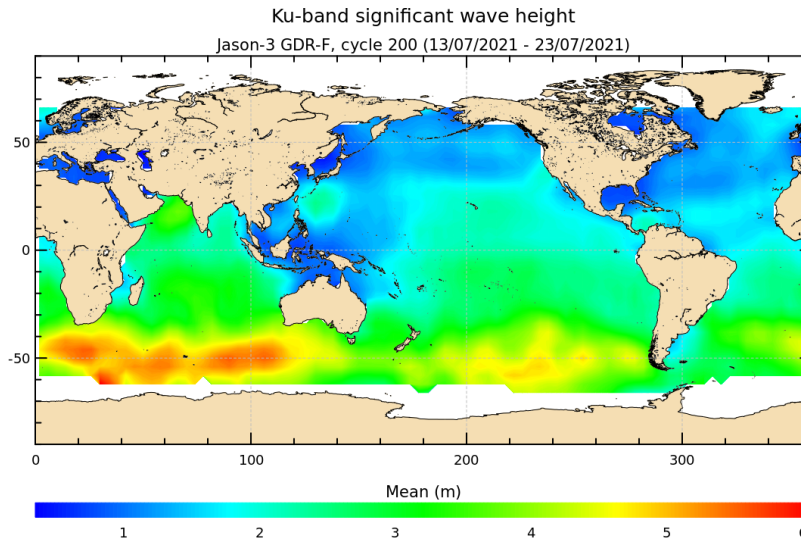 Ku-band significant wave height
Jason-3 GDR-F, cycle 200 (13/07/2021 - 23/07/2021)
50
0
-50
0 100 200 300
Mean (m)
1 2 3 4 5 6